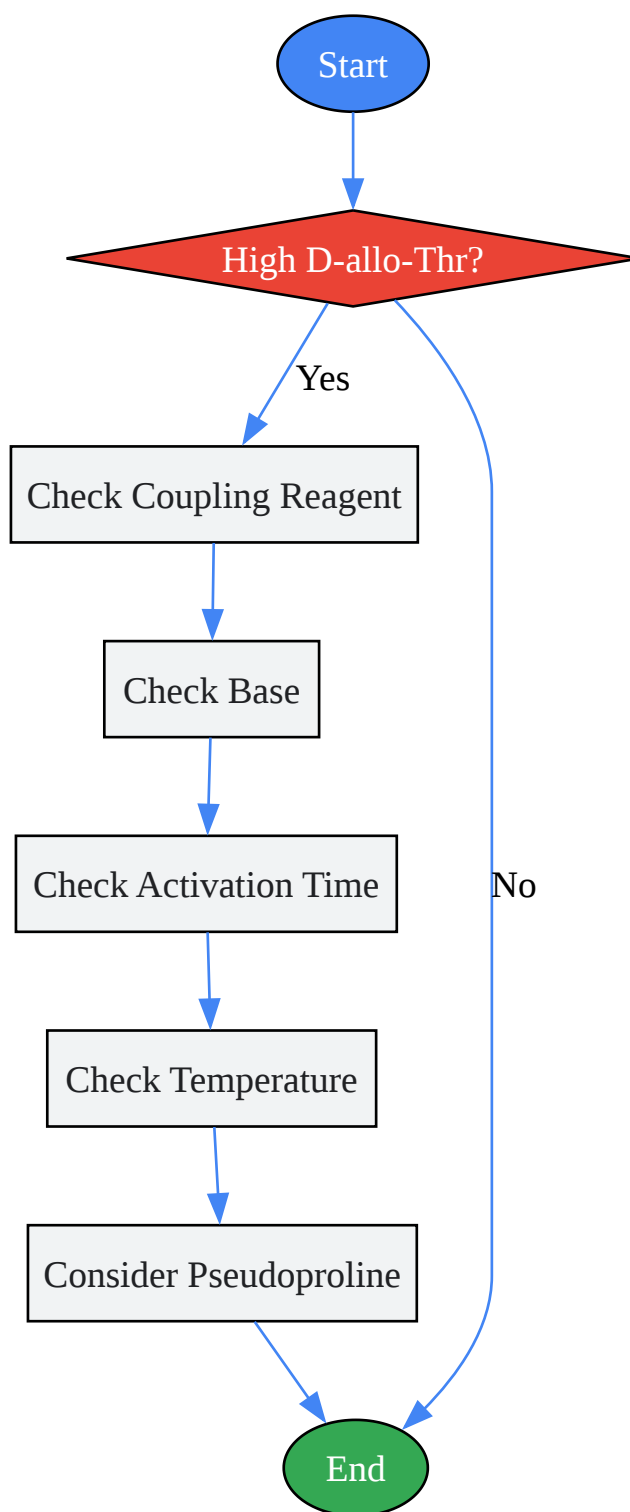 Start
High D-allo-Thr?
Yes
Check Coupling Reagent
Check Base
Check Activation Time
No
Check Temperature
Consider Pseudoproline
End